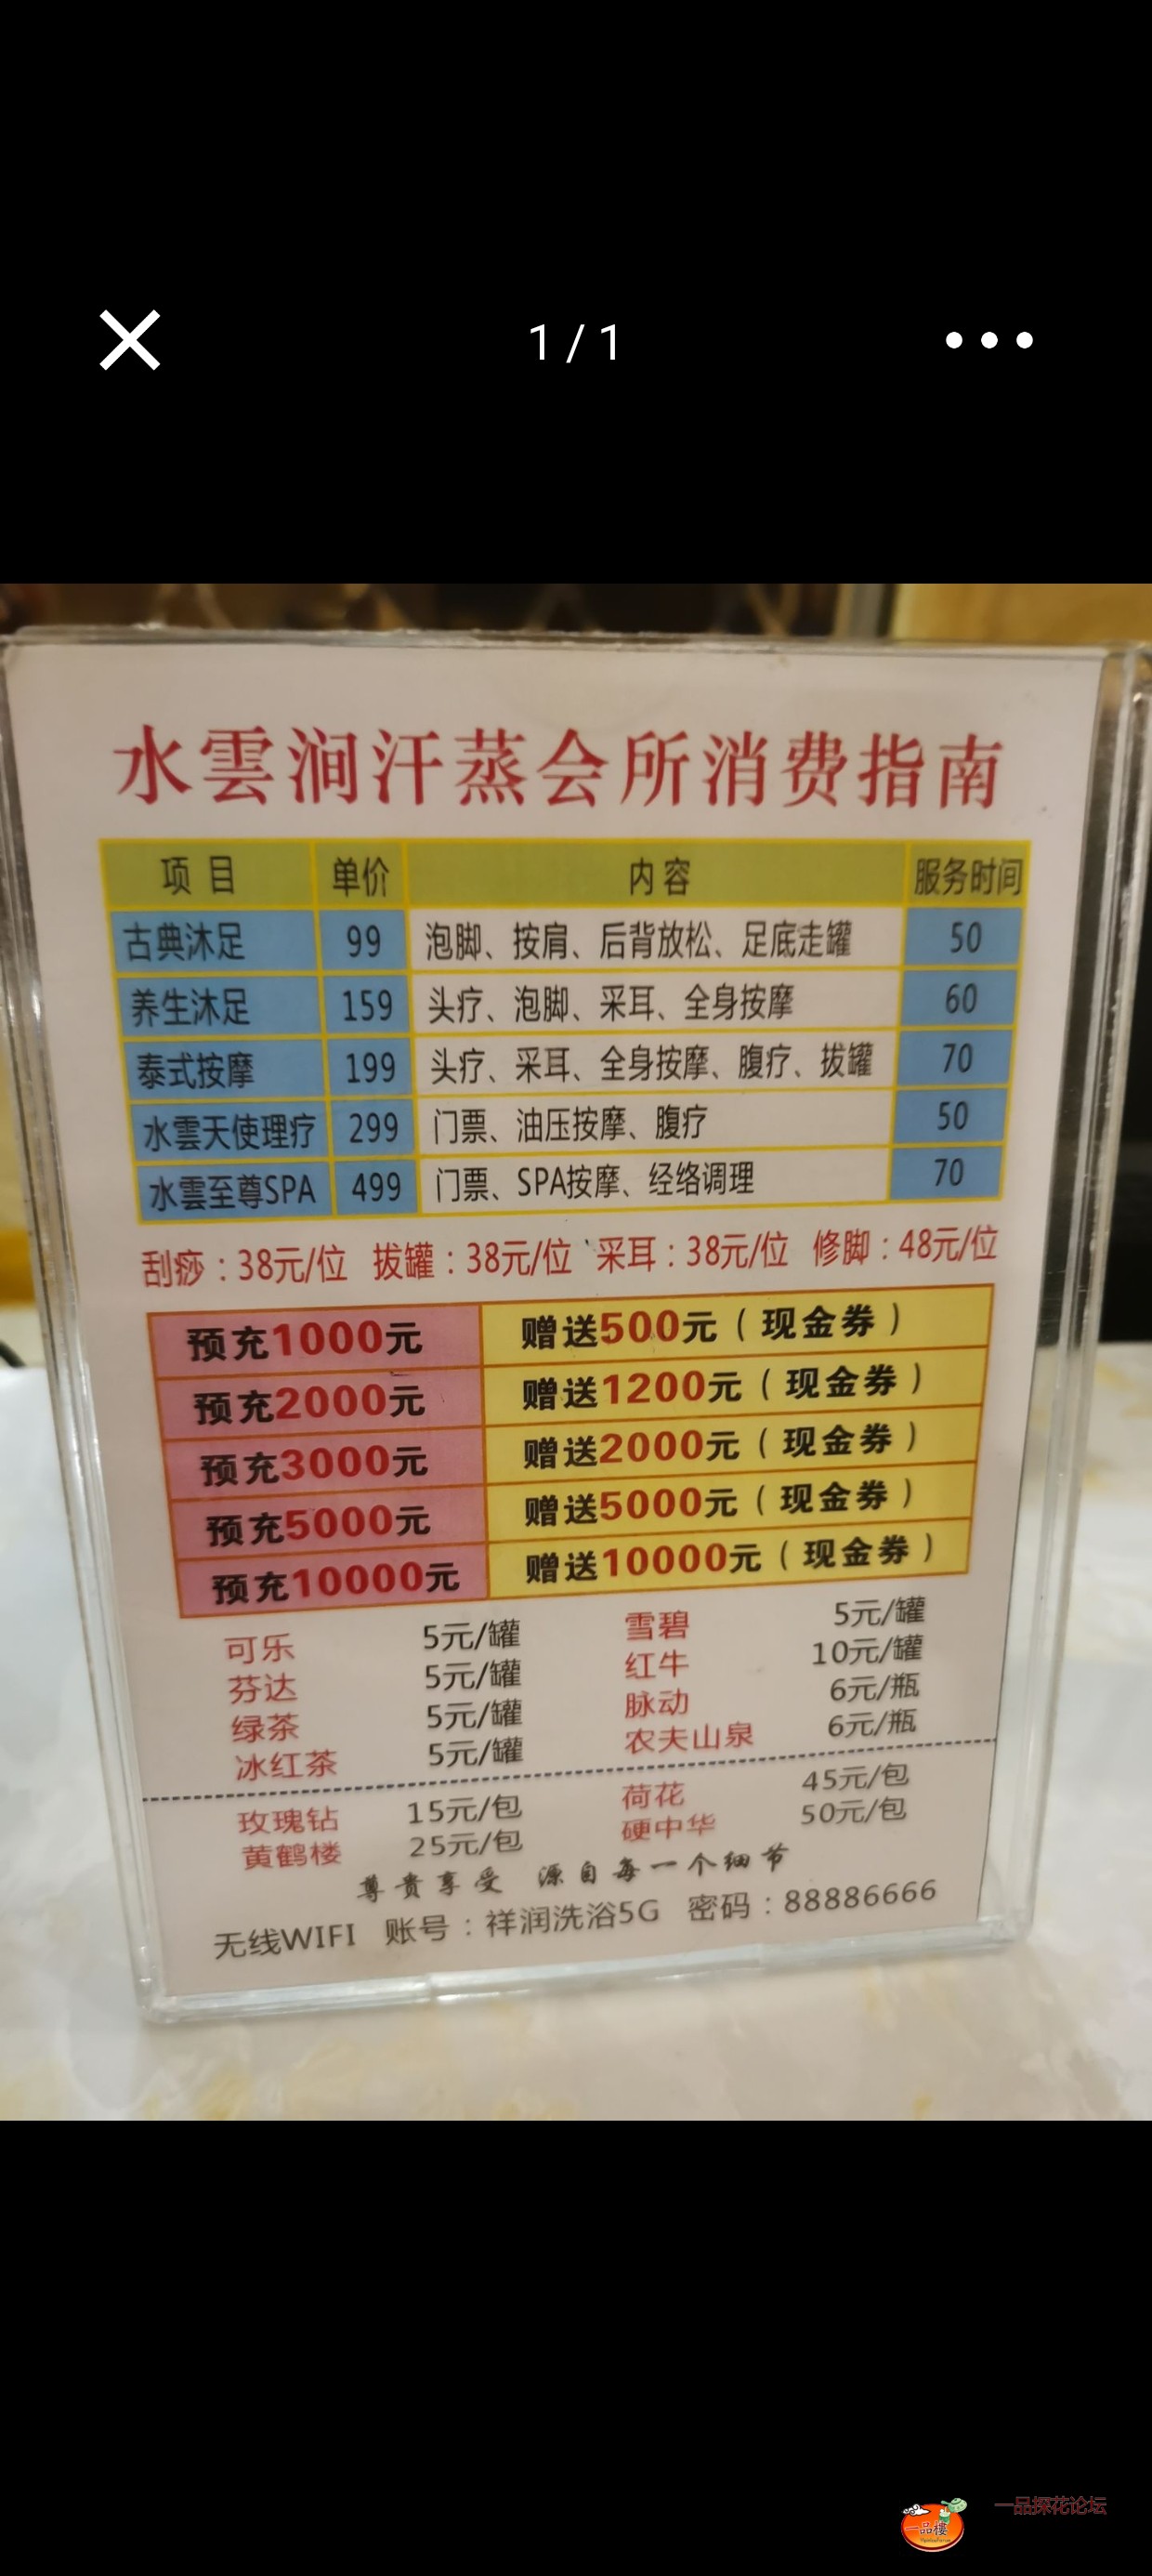 1 / 1
水雲涧汗蒸会所消费指南
项目 单价 内容 服务时间
古典沐足 99 泡脚、按肩、后背放松、足底走罐 50
养生沐足 159 头疗、泡脚、采耳、全身按摩 60
泰式按摩 199 头疗、采耳、全身按摩、腹疗、拔罐 70
水雲天使理疗 299 门票、油压按摩、腹疗 50
水雲至尊SPA 499 门票、SPA按摩、经络调理 70
刮痧：38元/位 拔罐：38元/位 采耳：38元/位 修脚：48元/位
预充1000元 赠送500元（现金券）
预充2000元 赠送1200元（现金券）
预充3000元 赠送2000元（现金券）
预充5000元 赠送5000元（现金券）
预充10000元 赠送10000元（现金券）
可乐 5元/罐 雪碧 5元/罐
芬达 5元/罐 红牛 10元/罐
绿茶 5元/罐 脉动 6元/瓶
冰红茶 5元/罐 农夫山泉 6元/瓶
玫瑰钻 15元/包 荷花 45元/包
黄鹤楼 25元/包 硬中华 50元/包
尊贵享受 源自每一个细节
无线WIFI 账号：祥润洗浴5G 密码：88886666
一品楼
一品探花论坛